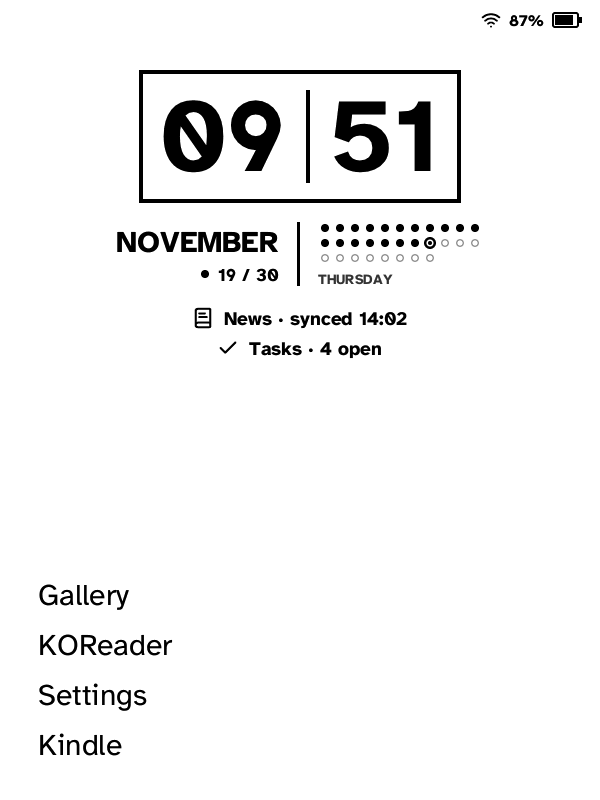 87%
09 51
NOVEMBER
• 19 / 30
THURSDAY
News · synced 14:02
Tasks · 4 open
Gallery
KOReader
Settings
Kindle